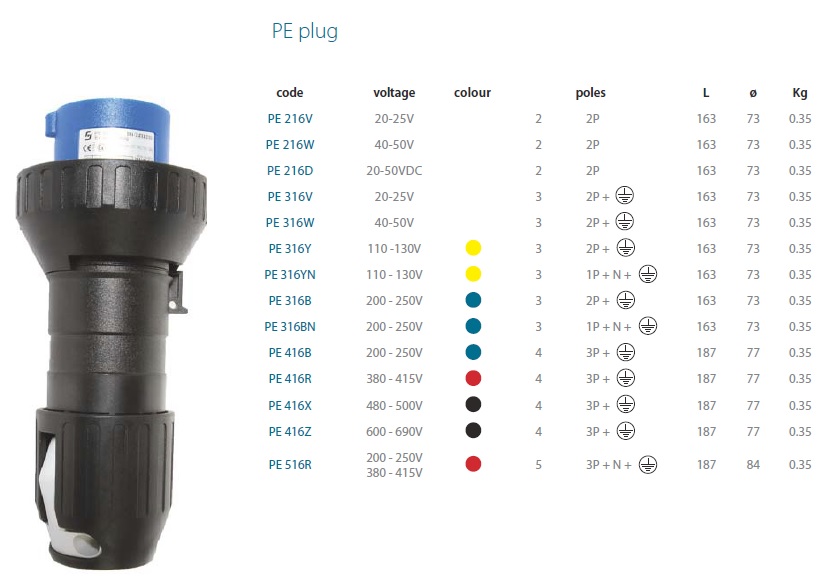 PE plug
code voltage colour poles L ø Kg
PE 216V 20-25V 2 2P 163 73 0.35
PE 216W 40-50V 2 2P 163 73 0.35
PE 216D 20-50VDC 2 2P 163 73 0.35
PE 316V 20-25V 3 2P + 163 73 0.35
PE 316W 40-50V 3 2P + 163 73 0.35
PE 316Y 110 -130V 3 2P + 163 73 0.35
PE 316YN 110 - 130V 3 1P + N + 163 73 0.35
PE 316B 200 - 250V 3 2P + 163 73 0.35
PE 316BN 200 - 250V 3 1P + N + 163 73 0.35
PE 416B 200 - 250V 4 3P + 187 77 0.35
PE 416R 380 - 415V 4 3P + 187 77 0.35
PE 416X 480 - 500V 4 3P + 187 77 0.35
PE 416Z 600 - 690V 4 3P + 187 77 0.35
PE 516R 200 - 250V 5 3P + N + 187 84 0.35
380 - 415V